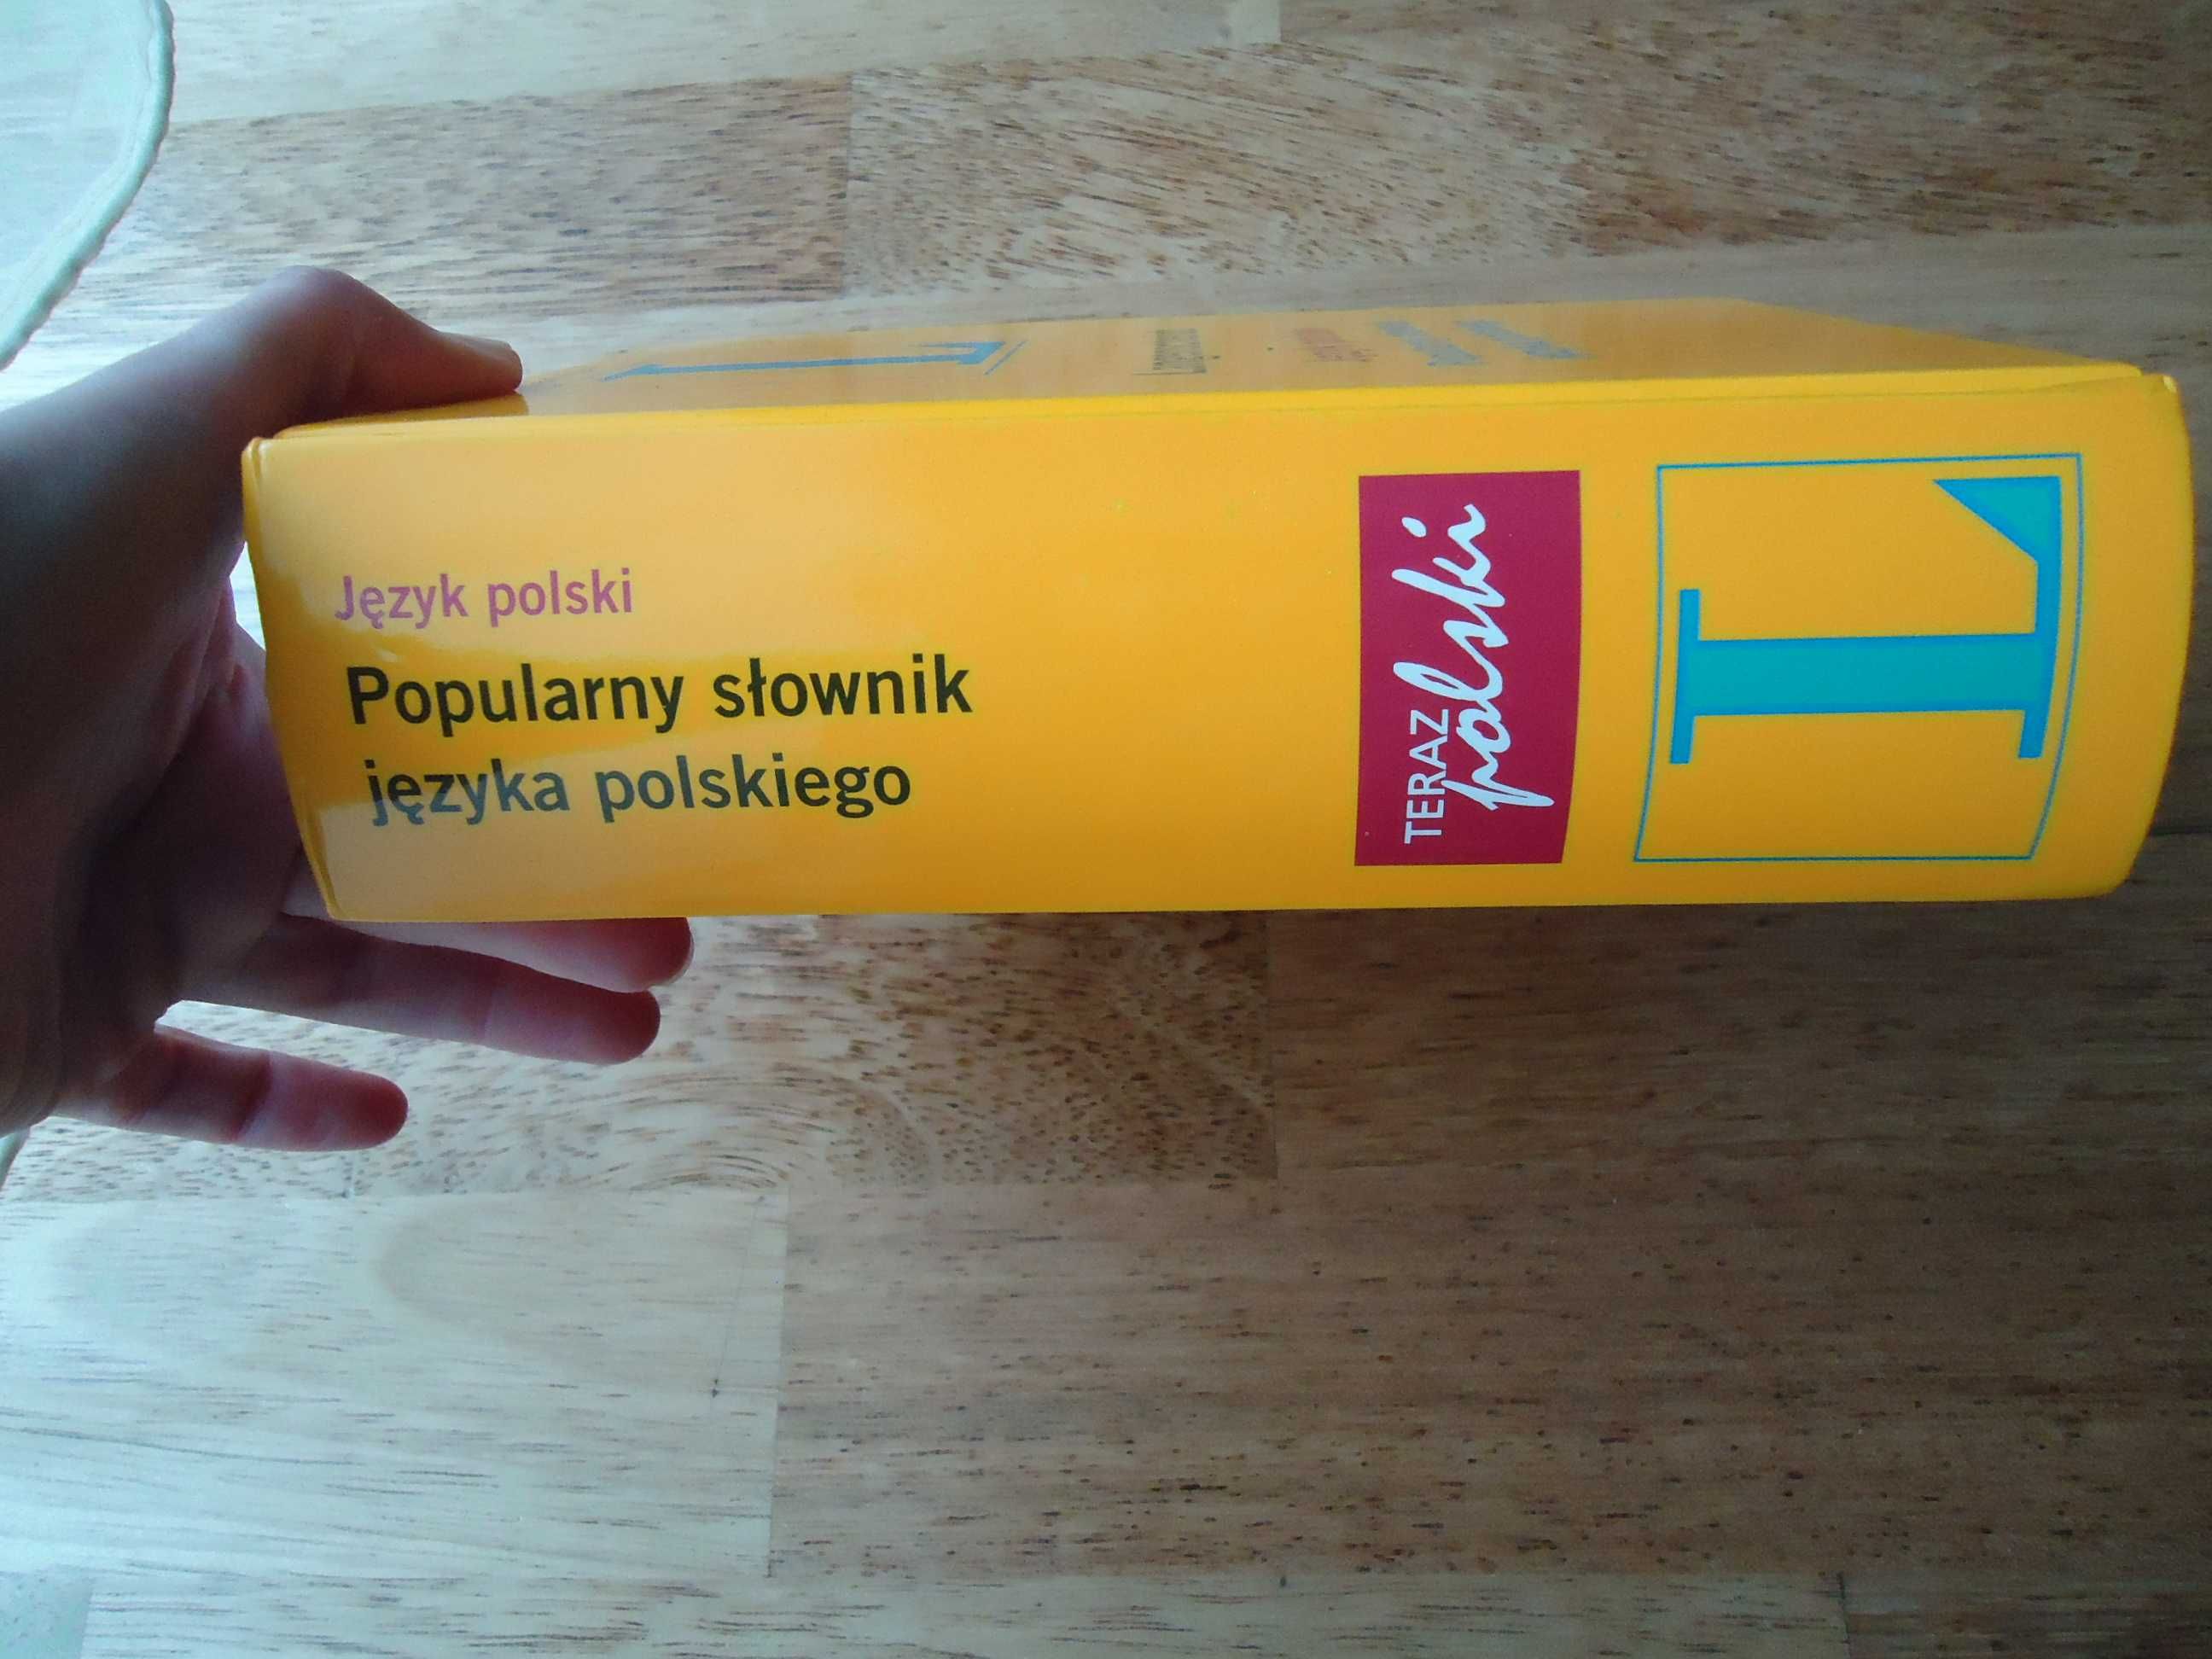 Język polski
Popularny słownik
języka polskiego
TERAZ
polski
L